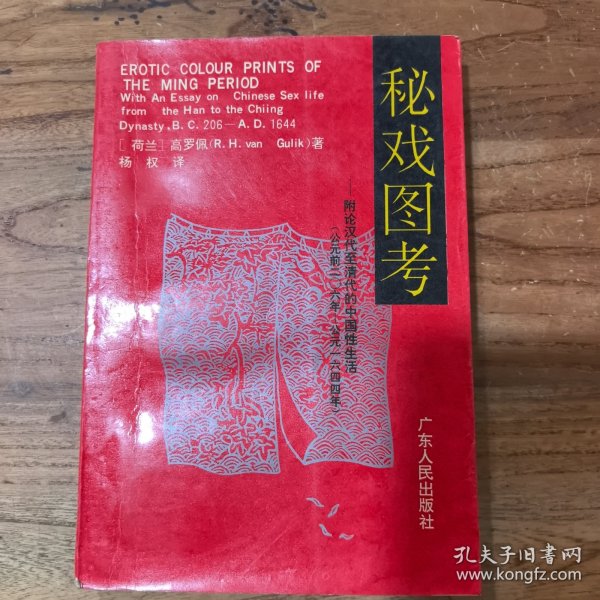 EROTIC COLOUR PRINTS OF
THE MING PERIOD
With An Essay on Chinese Sex life
from the Han to the Chiing
Dynasty, B. C. 206—A. D. 1644
[荷兰]高罗佩(R. H. van Gulik)著
杨 权 译
秘戏图考
——附论汉代至清代的中国性生活
(公元前二〇六年-公元一六四四年)
广东人民出版社
孔夫子旧书网
www.kongfz.com